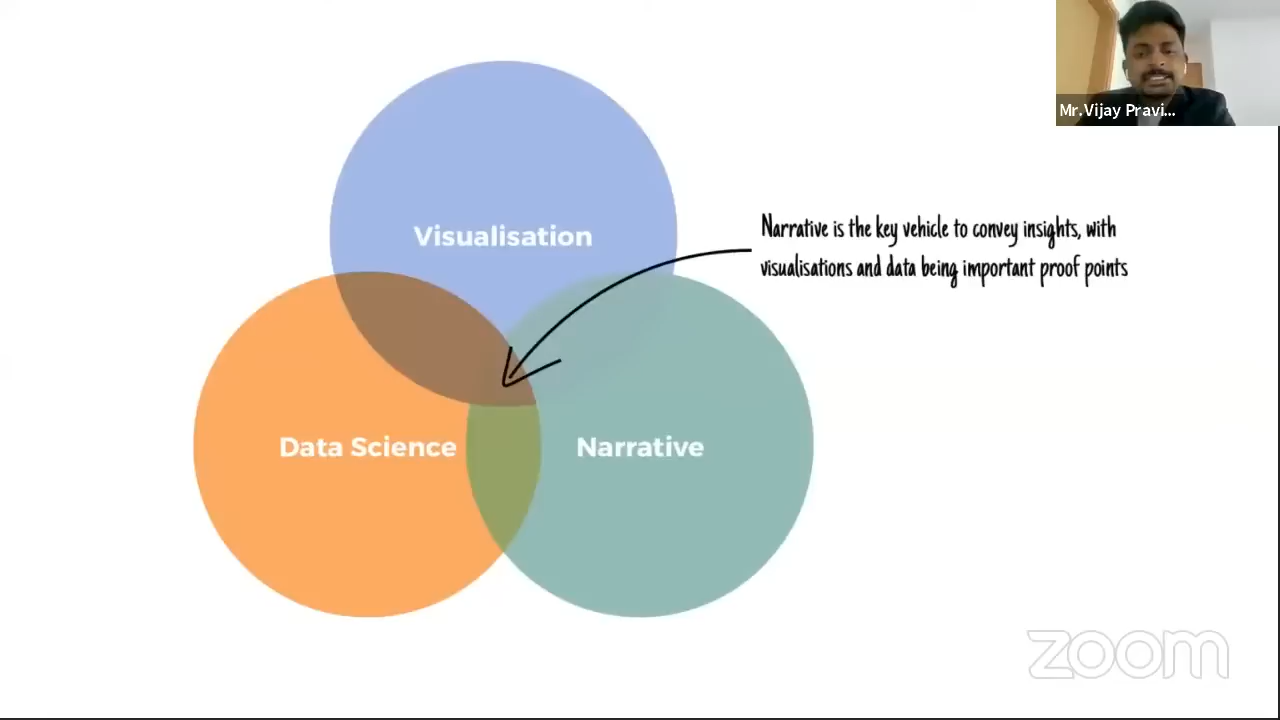 Mr.Vijay Pravi...
Visualisation
Narrative is the key vehicle to convey insights, with
visualisations and data being important proof points
Data Science
Narrative
zoom